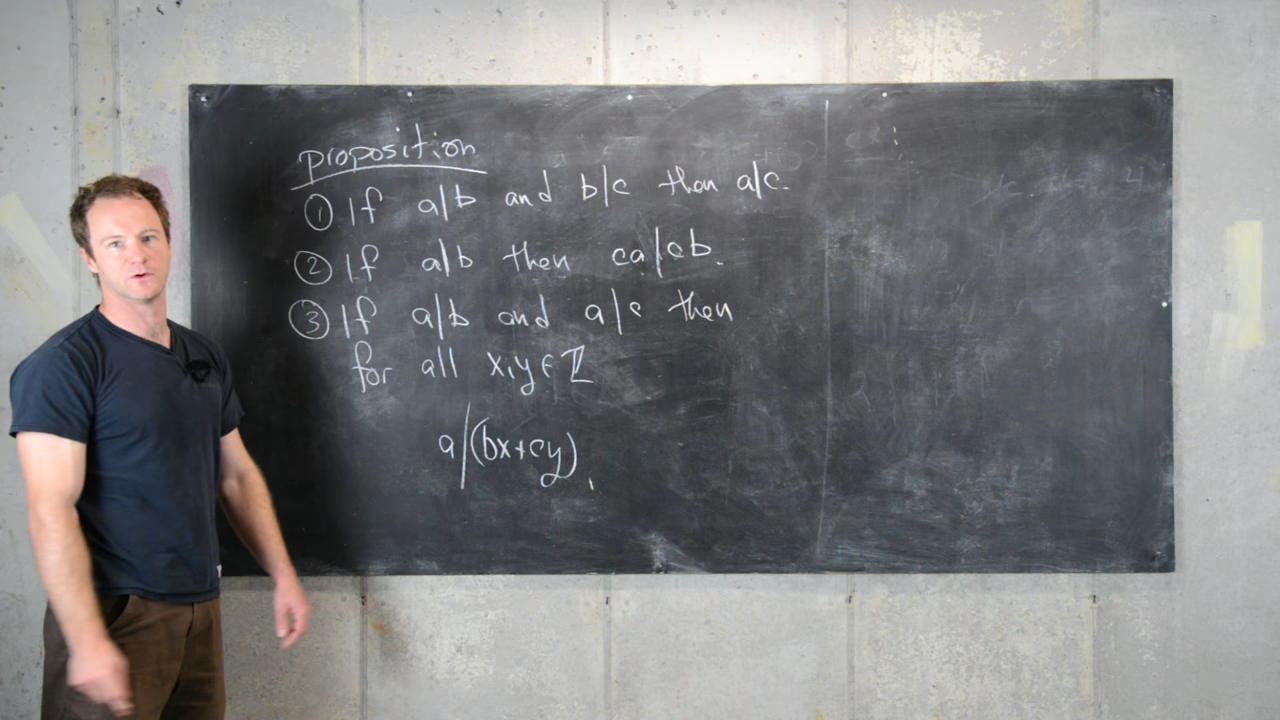 proposition
① If a|b and b|c then a|c.
② If a|b then ca|cb.
③ If a|b and a|c then
for all x,y ∈ ℤ
a|(bx+cy).